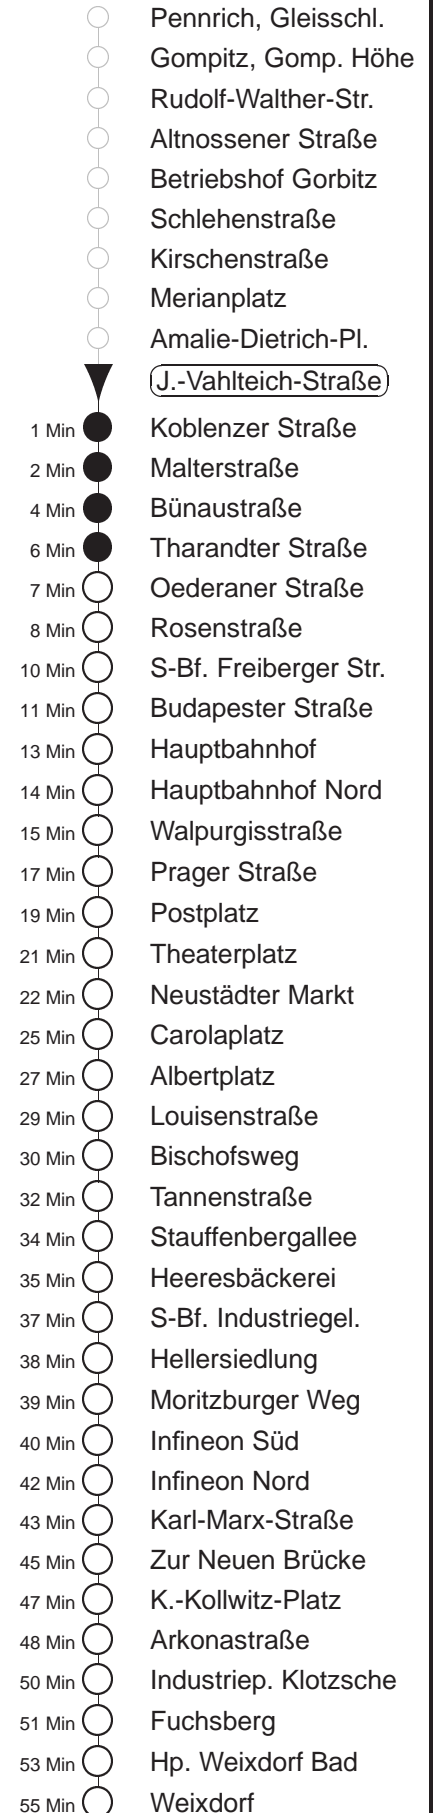 Pennrich, Gleisschl.
Gompitz, Gomp. Höhe
Rudolf-Walther-Str.
Altnossener Straße
Betriebshof Gorbitz
Schlehenstraße
Kirschenstraße
Merianplatz
Amalie-Dietrich-Pl.
J.-Vahlteich-Straße
1 Min Koblenzer Straße
2 Min Malterstraße
4 Min Bünaustraße
6 Min Tharandter Straße
7 Min Oederaner Straße
8 Min Rosenstraße
10 Min S-Bf. Freiberger Str.
11 Min Budapester Straße
13 Min Hauptbahnhof
14 Min Hauptbahnhof Nord
15 Min Walpurgisstraße
17 Min Prager Straße
19 Min Postplatz
21 Min Theaterplatz
22 Min Neustädter Markt
25 Min Carolaplatz
27 Min Albertplatz
29 Min Louisenstraße
30 Min Bischofsweg
32 Min Tannenstraße
34 Min Stauffenbergallee
35 Min Heeresbäckerei
37 Min S-Bf. Industriegel.
38 Min Hellersiedlung
39 Min Moritzburger Weg
40 Min Infineon Süd
42 Min Infineon Nord
43 Min Karl-Marx-Straße
45 Min Zur Neuen Brücke
47 Min K.-Kollwitz-Platz
48 Min Arkonastraße
50 Min Industriep. Klotzsche
51 Min Fuchsberg
53 Min Hp. Weixdorf Bad
55 Min Weixdorf